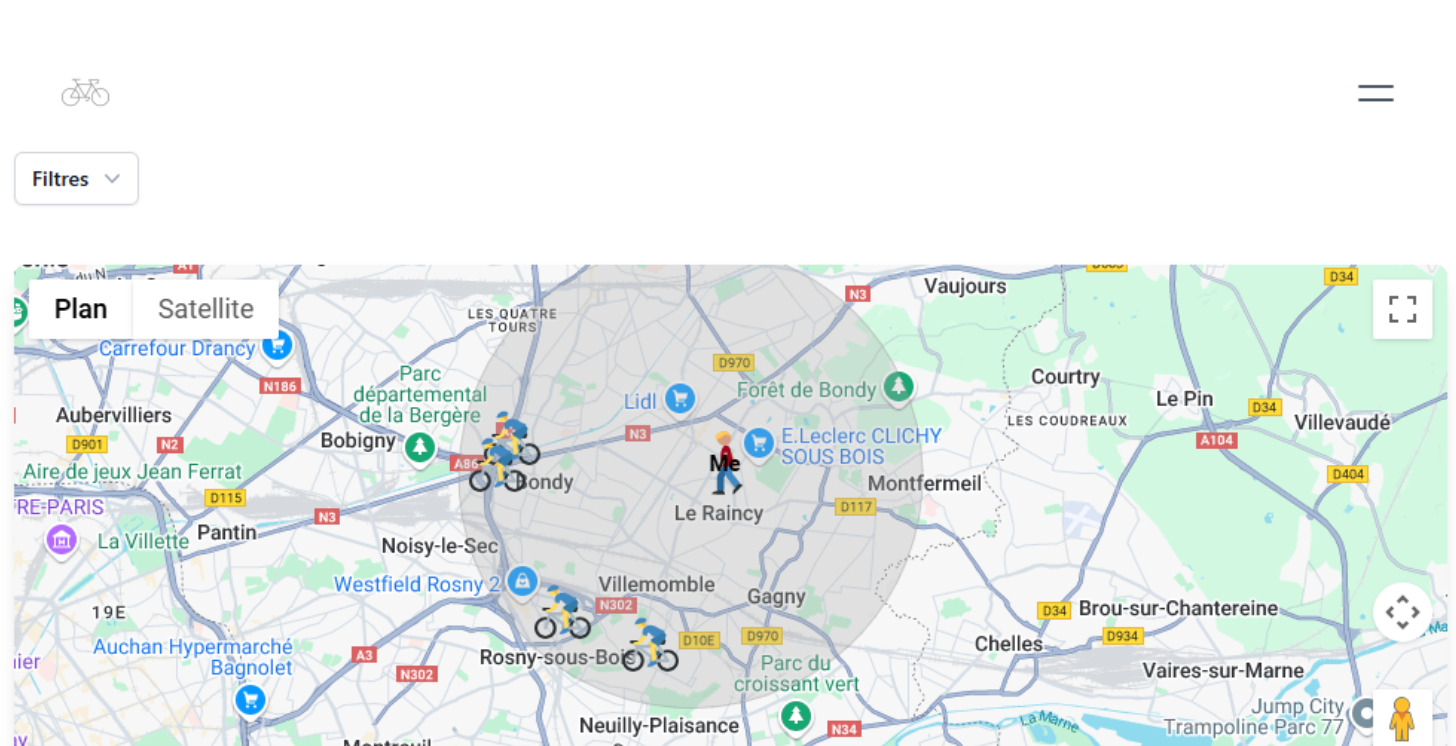 Filtres
Plan
Satellite
du N
A1
D34
N3
Vaujours
LES QUATRE
TOURS
Carrefour Drancy
D970
N186
Parc
départemental
de la Bergère
Lidl
Forêt de Bondy
Courtry
Le Pin
D34
Villevaudé
Aubervilliers
LES COUDREAUX
D901
N2
Bobigny
N3
E.Leclerc CLICHY
SOUS BOIS
A104
Me
A86
Aire de jeux Jean Ferrat
D404
Bondy
Montfermeil
D115
RE-PARIS
N3
Le Raincy
D117
La Villette
Pantin
Noisy-le-Sec
Westfield Rosny 2
Villemomble
Gagny
19E
N302
D34
Brou-sur-Chantereine
D10E
D970
D934
Auchan Hypermarché
Bagnolet
A3
Chelles
ier
N302
Rosny-sous-Boi
Parc du
croissant vert
Vaires-sur-Marne
Neuilly-Plaisance
N34
La Marne
Jump City
Trampoline Parc 77
Montreuil